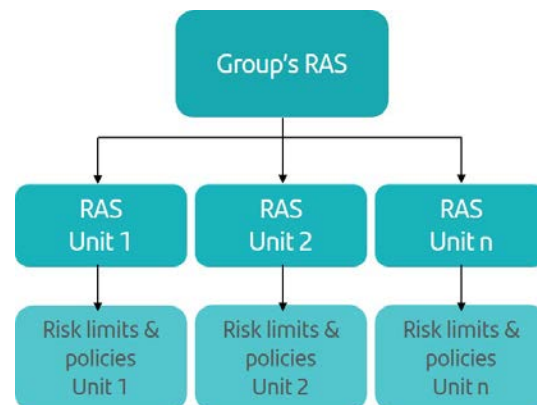 Group's RAS
RAS
Unit 1
RAS
Unit 2
RAS
Unit n
Risk limits &
policies
Unit 1
Risk limits &
policies
Unit 2
Risk limits &
policies
Unit n